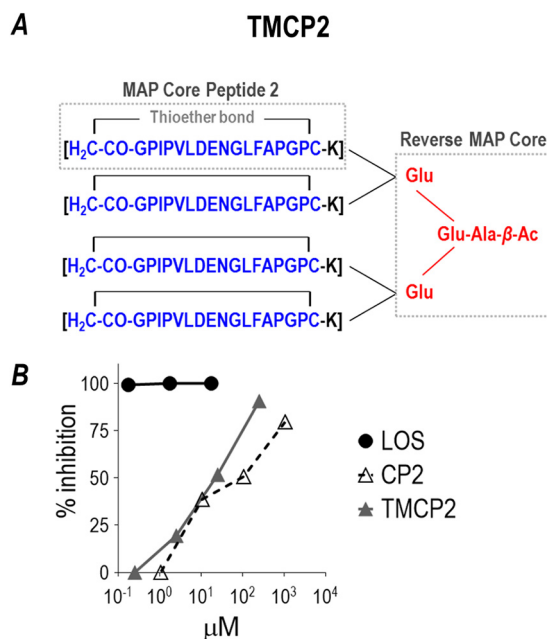 A
TMCP2
MAP Core Peptide 2
Thioether bond
[H₂C-CO-GPIPVLDENGLFAPGPC-K]
Reverse MAP Core
Glu
[H₂C-CO-GPIPVLDENGLFAPGPC-K]
Glu-Ala-β-Ac
[H₂C-CO-GPIPVLDENGLFAPGPC-K]
Glu
[H₂C-CO-GPIPVLDENGLFAPGPC-K]
B
% inhibition
100
75
50
25
0
10⁻¹ 10⁰ 10¹ 10² 10³ 10⁴
μM
LOS
CP2
TMCP2